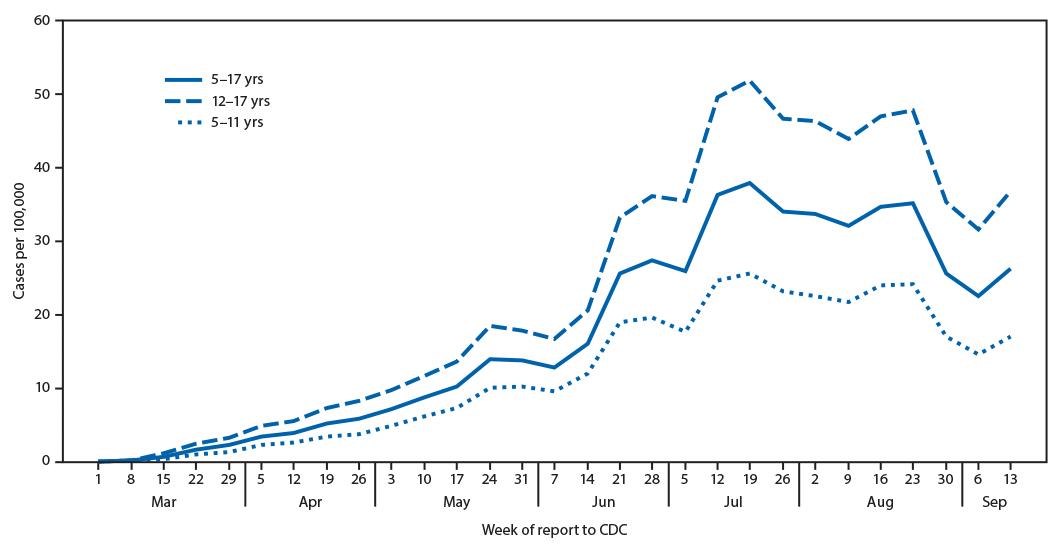 60
50
40
30
20
10
0
Cases per 100,000
5–17 yrs
12–17 yrs
5–11 yrs
1 8 15 22 29 5 12 19 26 3 10 17 24 31 7 14 21 28 5 12 19 26 2 9 16 23 30 6 13
Mar Apr May Jun Jul Aug Sep
Week of report to CDC